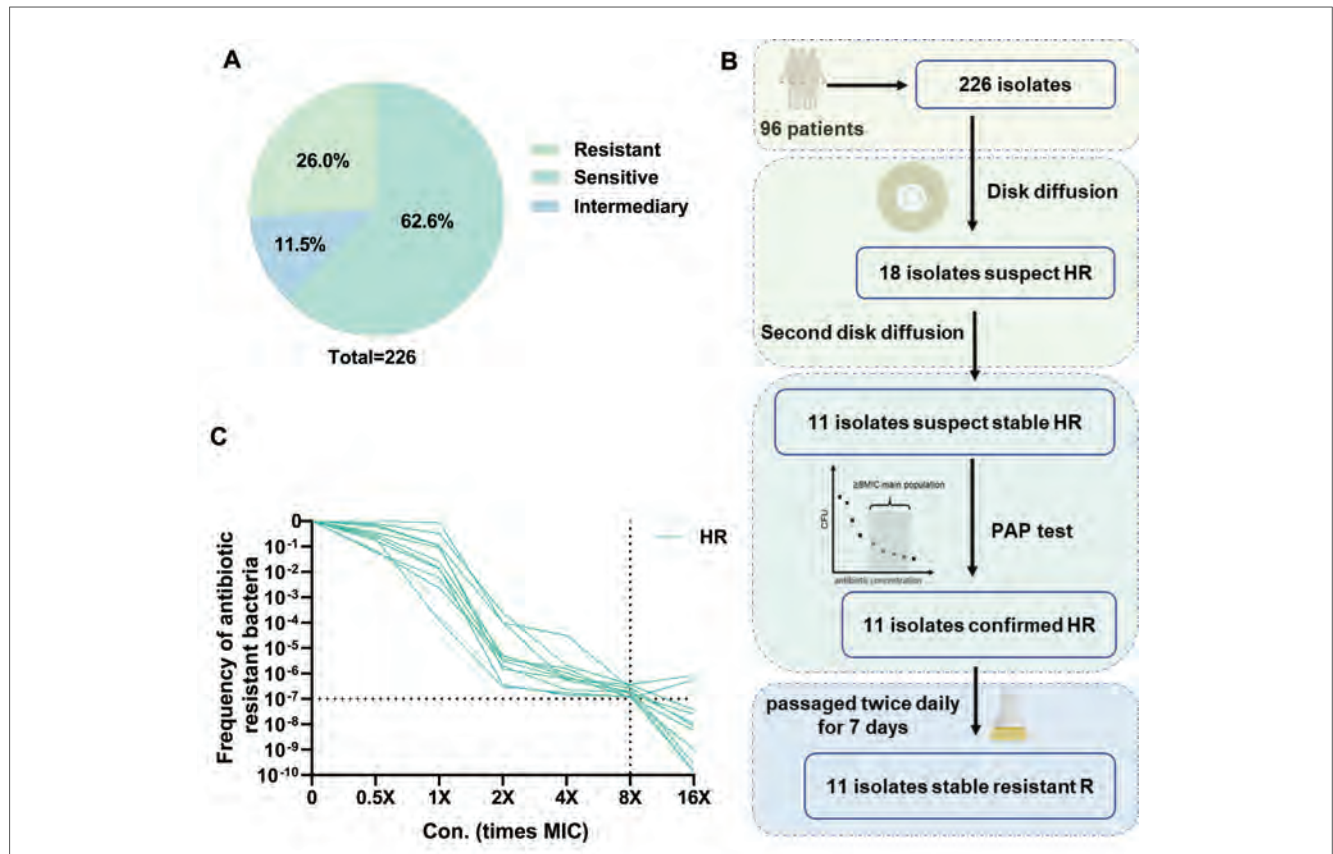 A
26.0%
62.6%
11.5%
Total=226
Resistant
Sensitive
Intermediary
B
96 patients
226 isolates
Disk diffusion
18 isolates suspect HR
Second disk diffusion
11 isolates suspect stable HR
≥8MIC main population
CFU
antibiotic concentration
PAP test
11 isolates confirmed HR
passaged twice daily
for 7 days
11 isolates stable resistant R
C
Frequency of antibiotic
resistant bacteria
0
10-1
10-2
10-3
10-4
10-5
10-6
10-7
10-8
10-9
10-10
0 0.5X 1X 2X 4X 8X 16X
Con. (times MIC)
HR